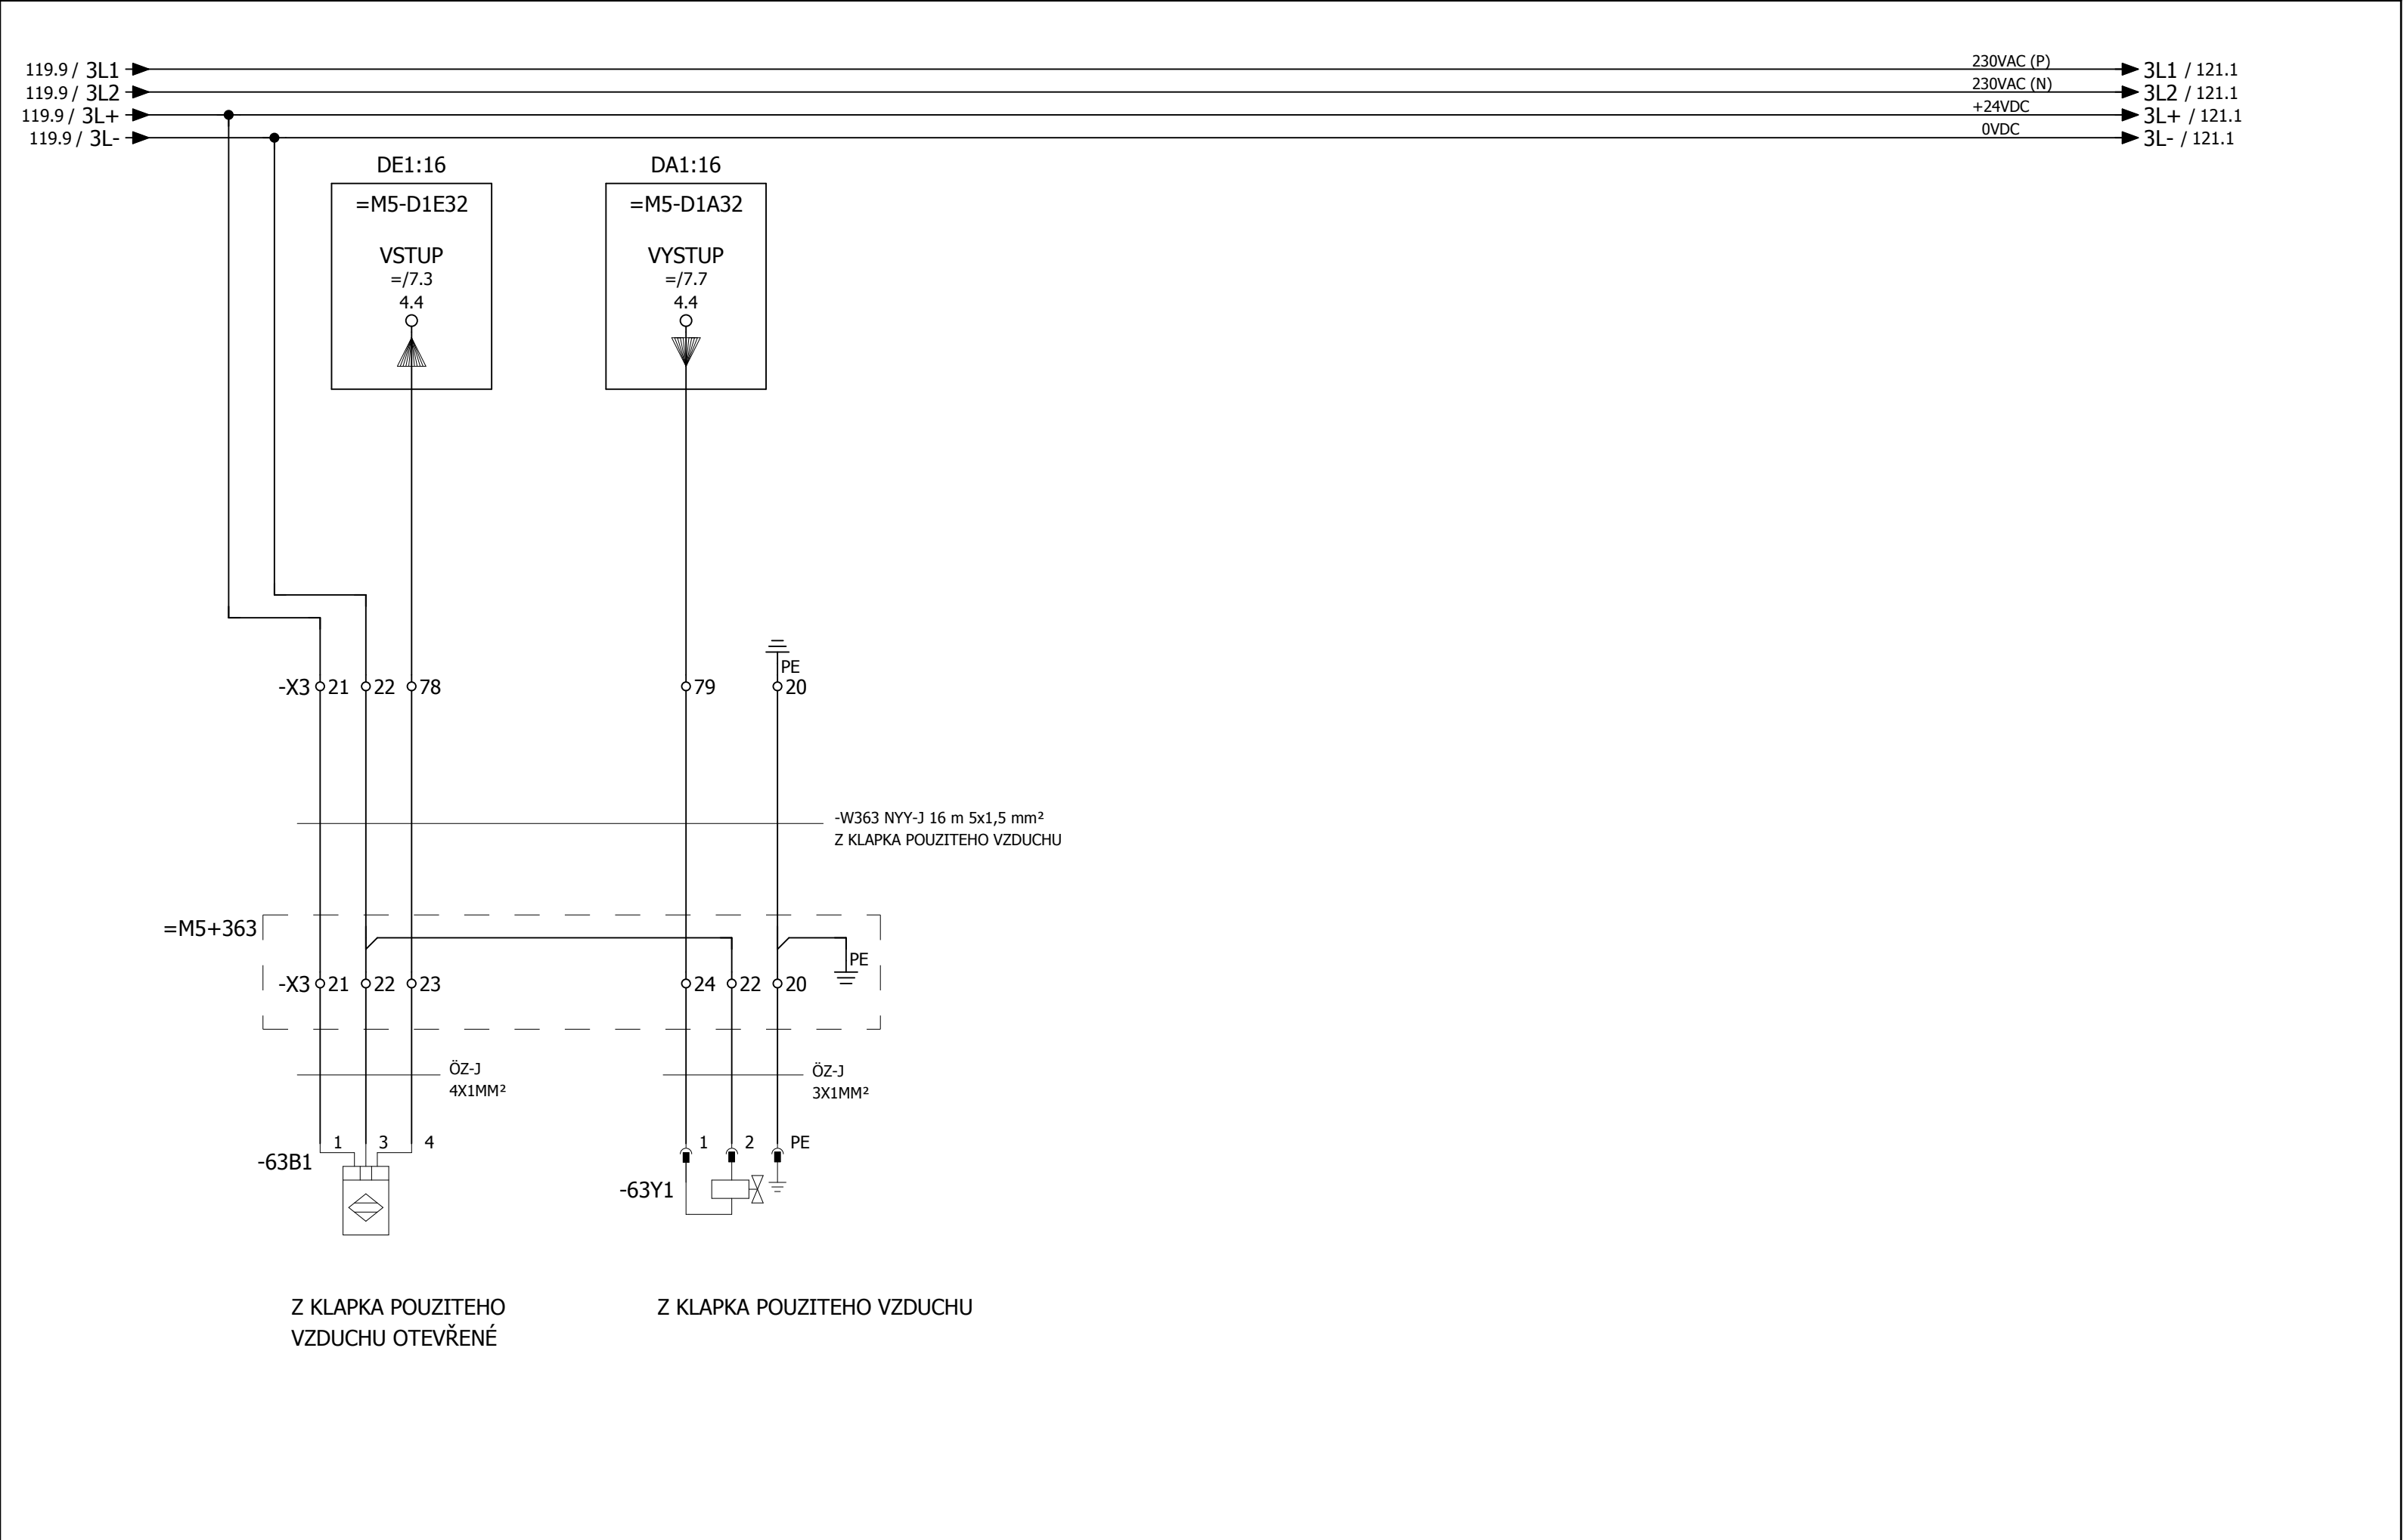 119.9 / 3L1
230VAC (P)
3L1 / 121.1
119.9 / 3L2
230VAC (N)
3L2 / 121.1
119.9 / 3L+
+24VDC
3L+ / 121.1
119.9 / 3L-
0VDC
3L- / 121.1
DE1:16
=M5-D1E32
VSTUP
=/7.3
4.4
DA1:16
=M5-D1A32
VYSTUP
=/7.7
4.4
PE
-X3 21 22 78 79 20
-W363 NYY-J 16 m 5x1,5 mm²
Z KLAPKA POUZITEHO VZDUCHU
=M5+363
PE
-X3 21 22 23 24 22 20
ÖZ-J
4X1MM²
ÖZ-J
3X1MM²
1 3 4
-63B1
1 2 PE
-63Y1
Z KLAPKA POUZITEHO
VZDUCHU OTEVŘENÉ
Z KLAPKA POUZITEHO VZDUCHU